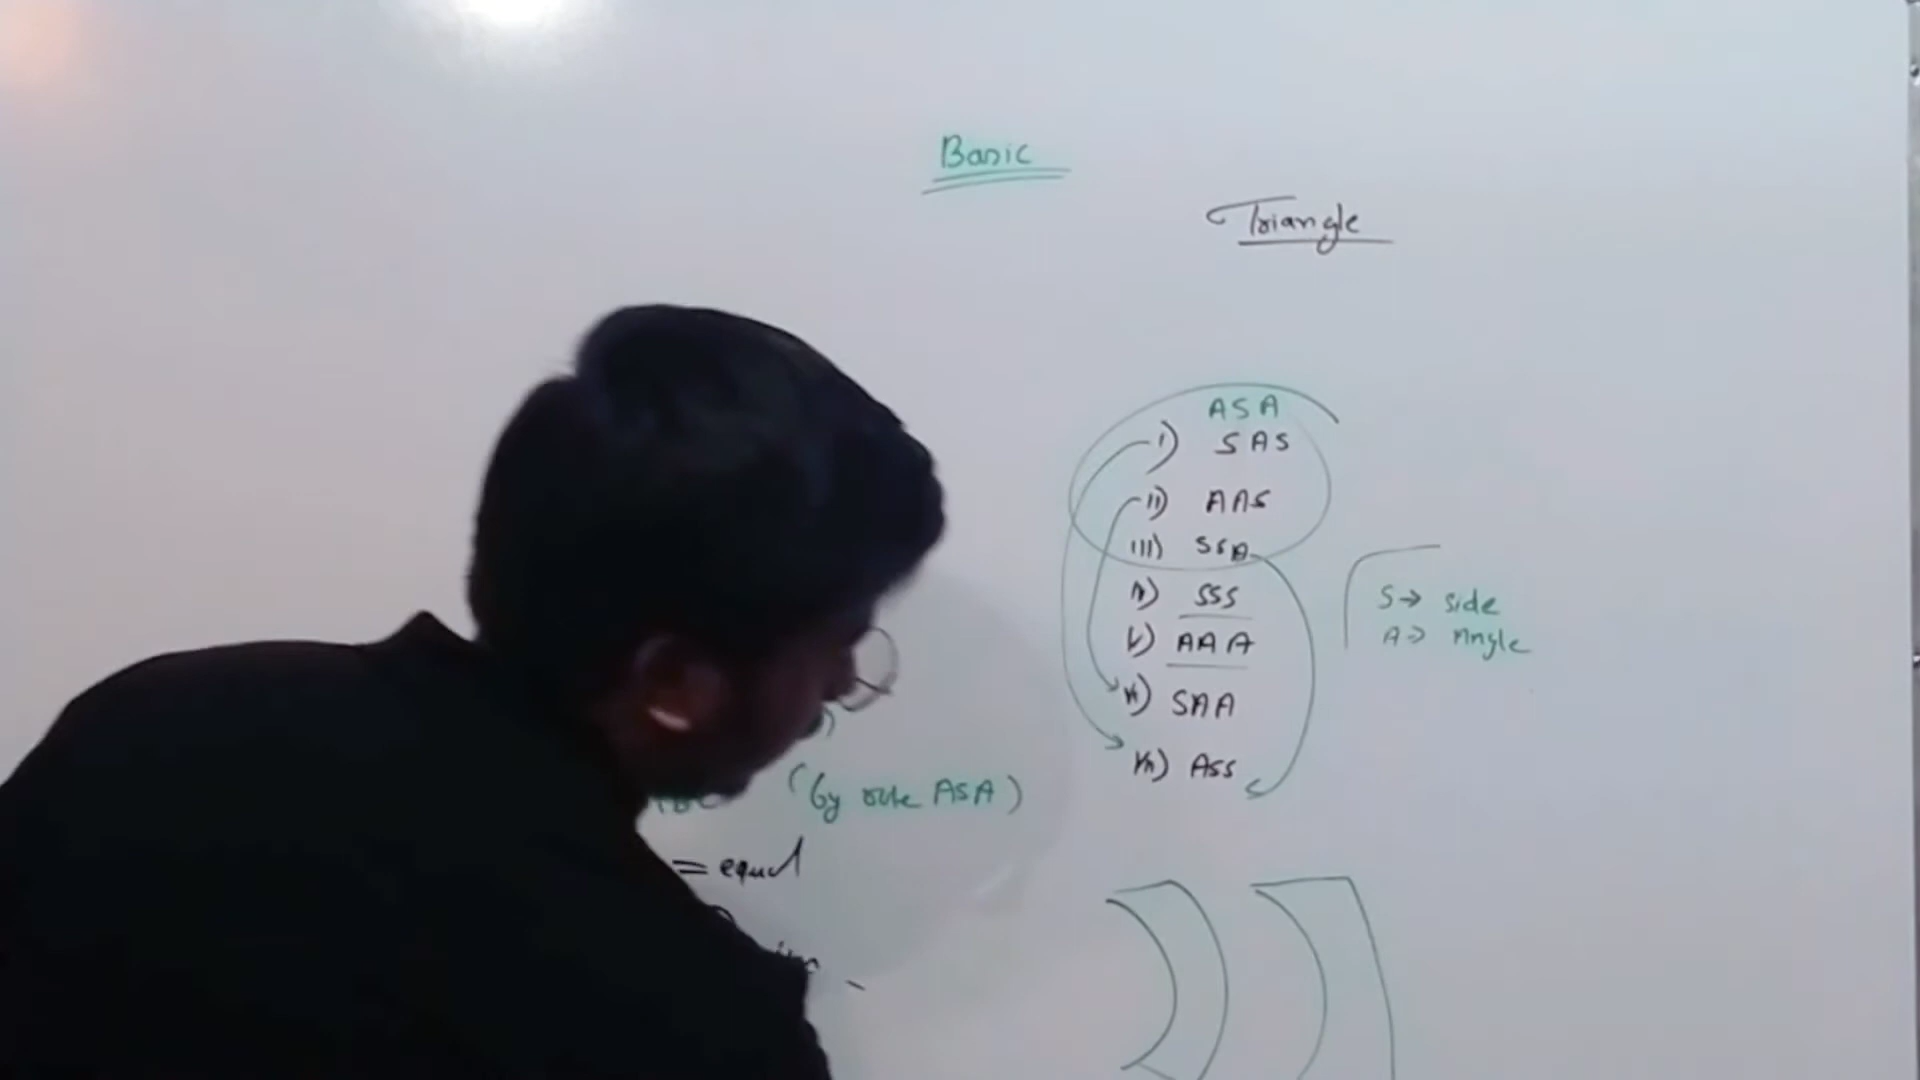 Basic
Triangle
ASA
i) SAS
ii) AAS
iii) SSA
iv) SSS
v) AAA
vi) SAA
vii) ASS
S → side
A → Angle
(by rule ASA)
= equal